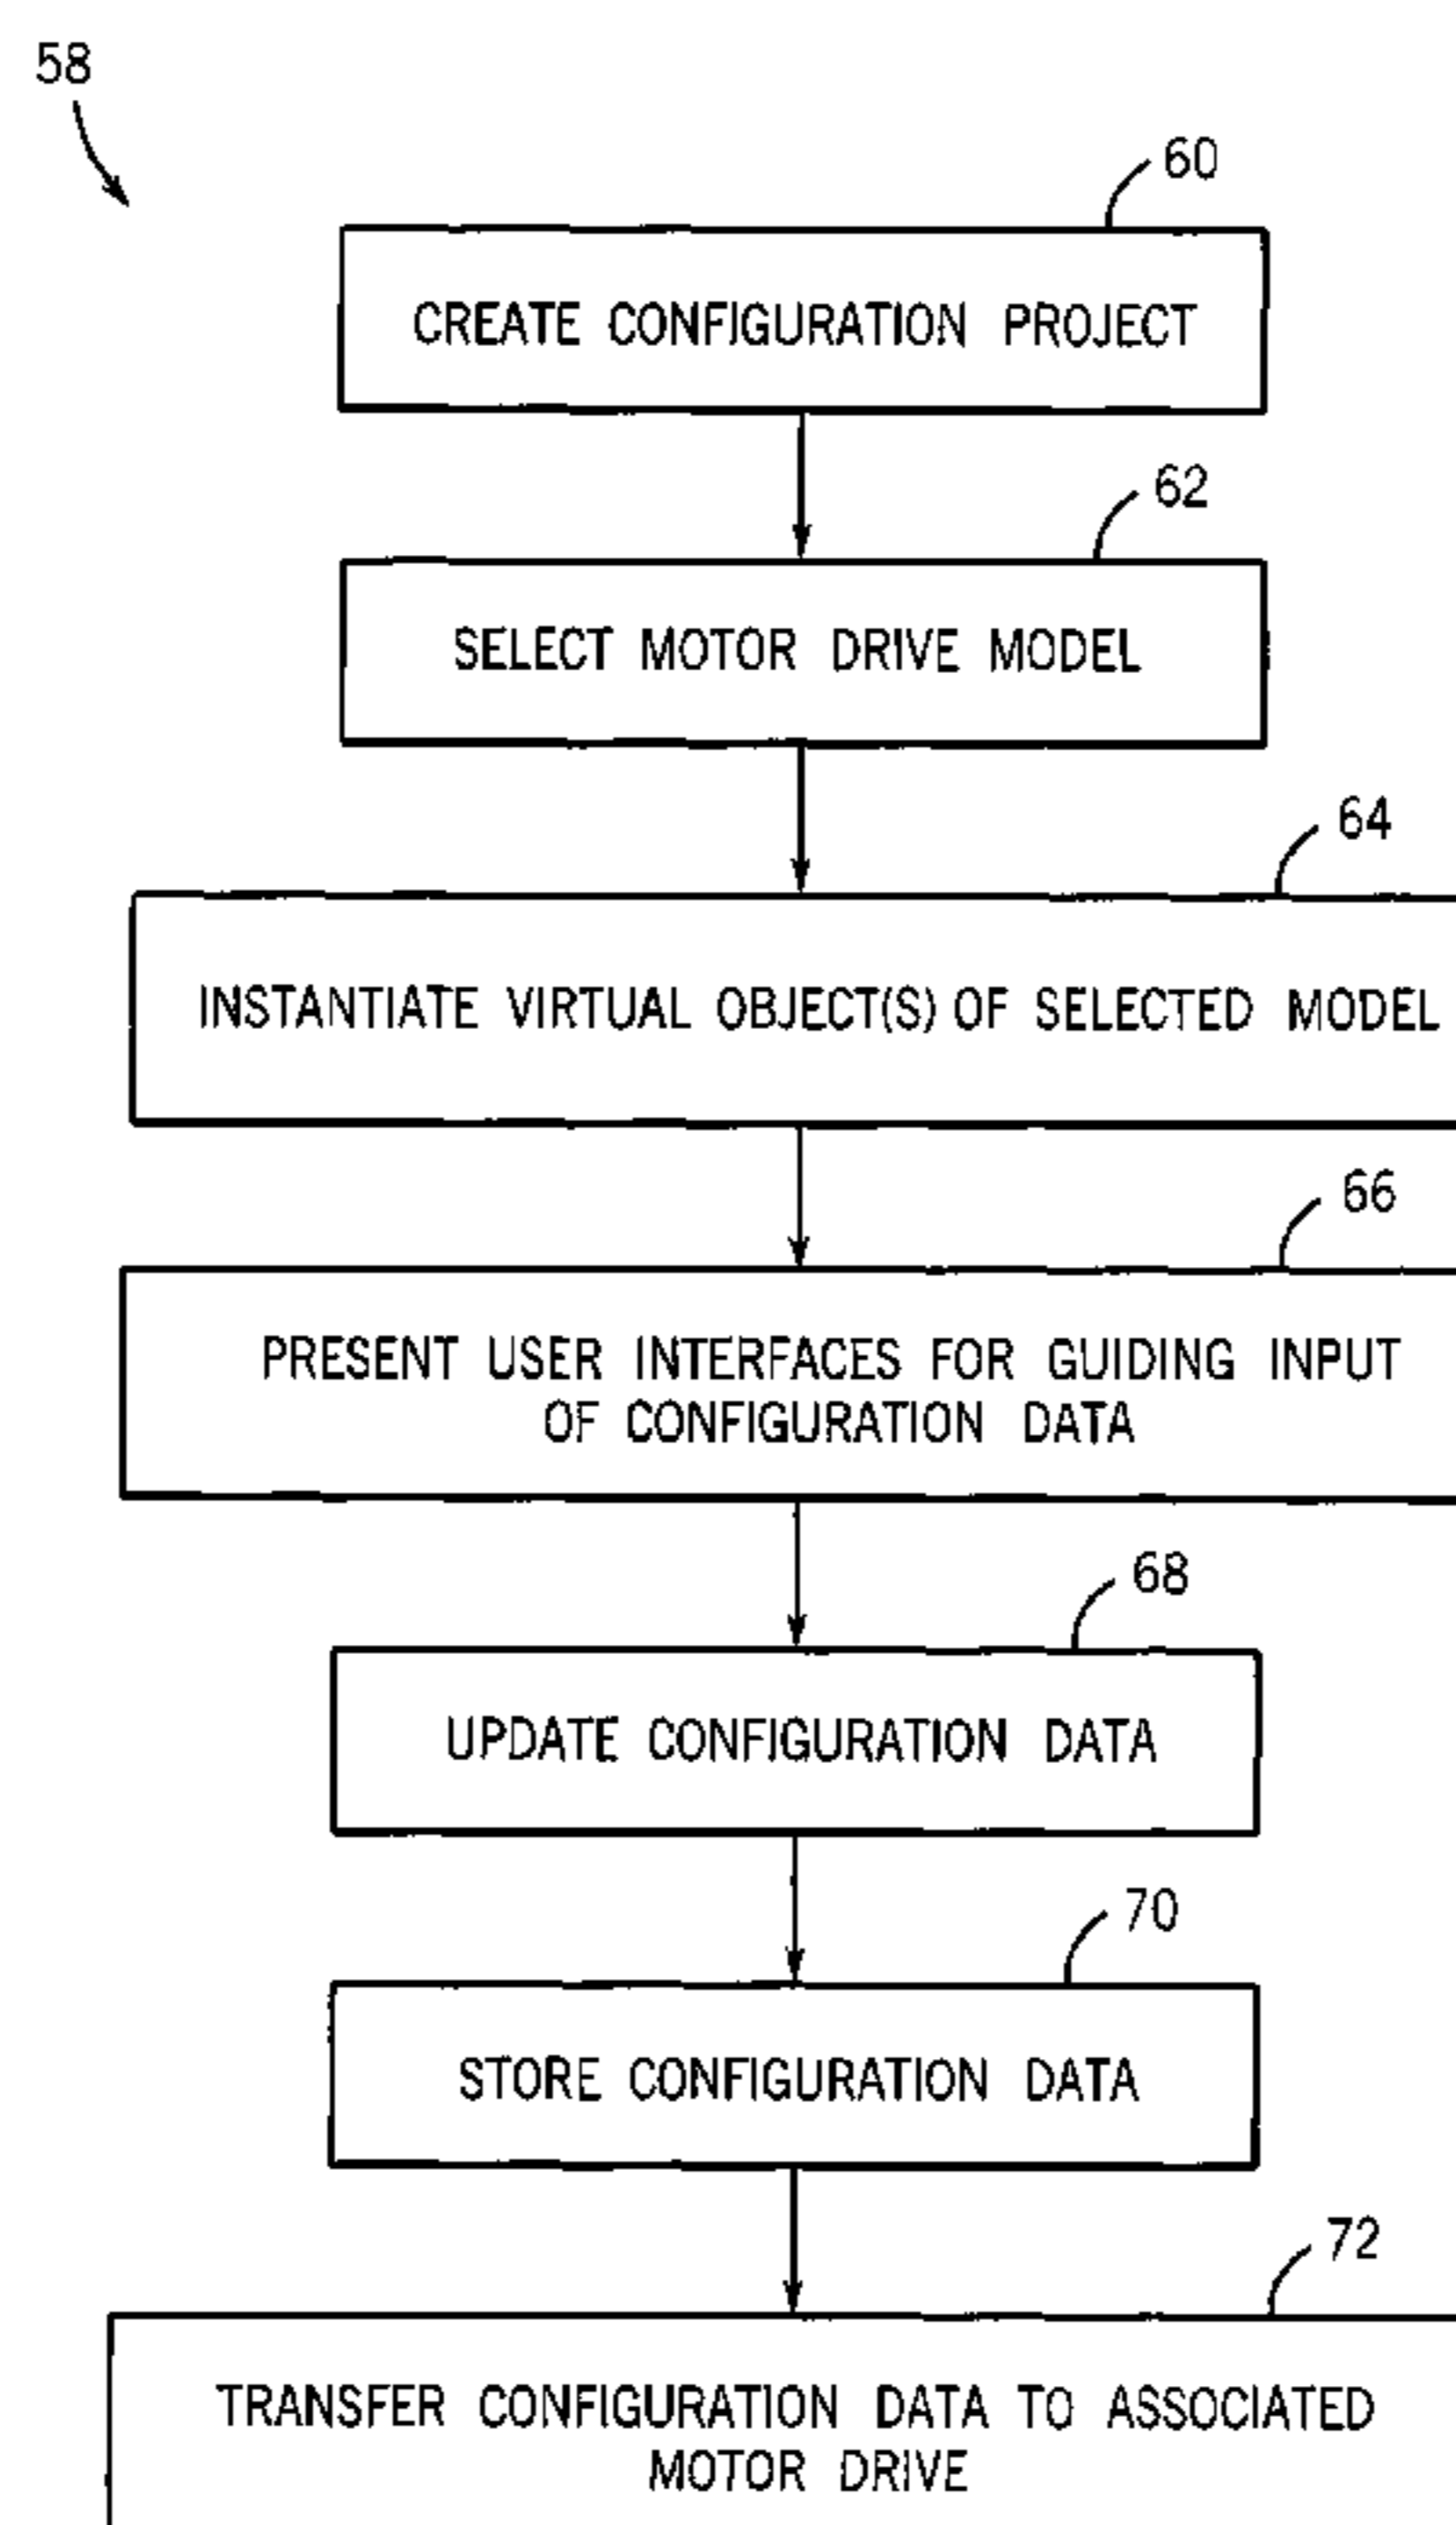 58
60
CREATE CONFIGURATION PROJECT
62
SELECT MOTOR DRIVE MODEL
64
INSTANTIATE VIRTUAL OBJECT(S) OF SELECTED MODEL
66
PRESENT USER INTERFACES FOR GUIDING INPUT
OF CONFIGURATION DATA
68
UPDATE CONFIGURATION DATA
70
STORE CONFIGURATION DATA
72
TRANSFER CONFIGURATION DATA TO ASSOCIATED
MOTOR DRIVE